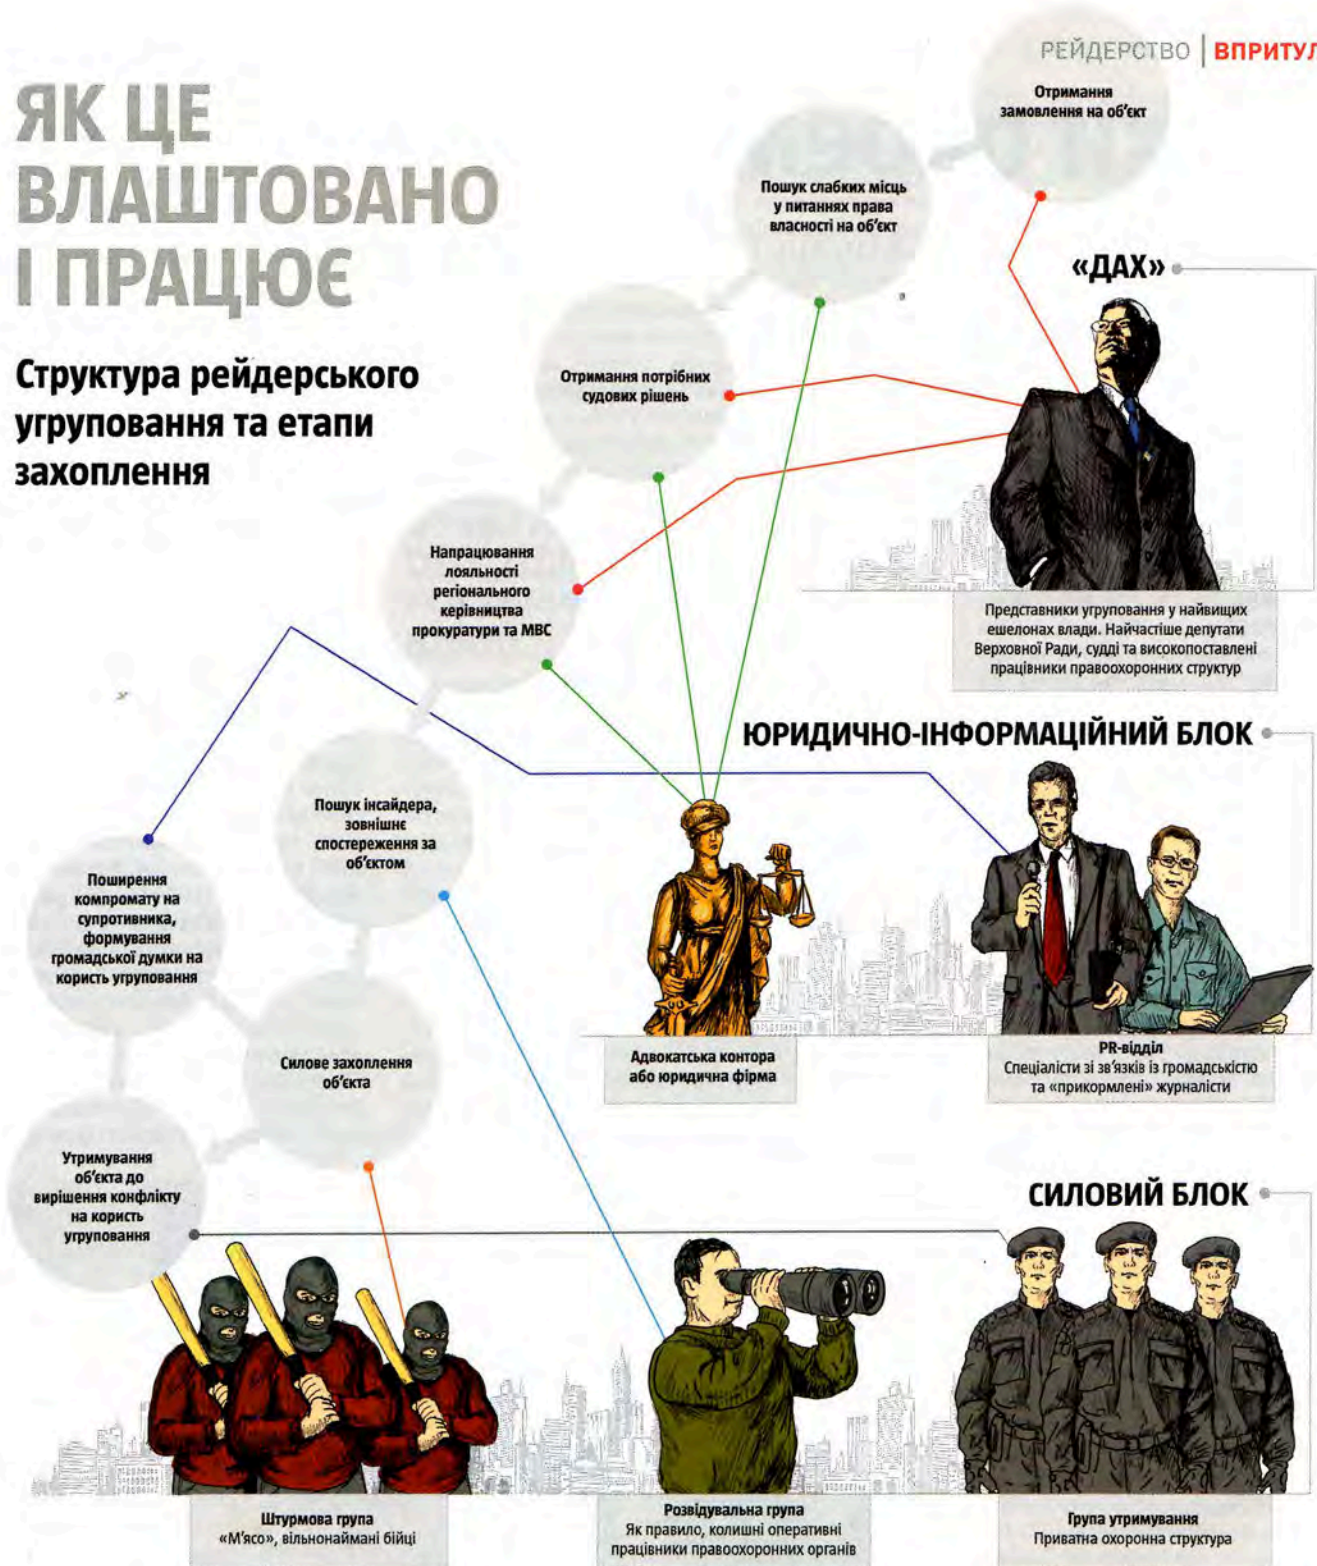 РЕЙДЕРСТВО | ВПРИТУЛ
ЯК ЦЕ
ВЛАШТОВАНО
І ПРАЦЮЄ
Структура рейдерського
угруповання та етапи
захоплення
Отримання
замовлення на об'єкт
Пошук слабких місць
у питаннях права
власності на об'єкт
Отримання потрібних
судових рішень
Напрацювання
лояльності
регіонального
керівництва
прокуратури та МВС
Пошук інсайдера,
зовнішнє
спостереження за
об'єктом
Поширення
компромату на
супротивника,
формування
громадської думки на
користь угруповання
Силове захоплення
об'єкта
Утримування
об'єкта до
вирішення конфлікту
на користь
угруповання
«ДАХ»
Представники угруповання у найвищих
ешелонах влади. Найчастіше депутати
Верховної Ради, судді та високопоставлені
працівники правоохоронних структур
ЮРИДИЧНО-ІНФОРМАЦІЙНИЙ БЛОК
Адвокатська контора
або юридична фірма
PR-відділ
Спеціалісти зі зв'язків із громадськістю
та «прикормлені» журналісти
СИЛОВИЙ БЛОК
Штурмова група
«М'ясо», вільнонаймані бійці
Розвідувальна група
Як правило, колишні оперативні
працівники правоохоронних органів
Група утримування
Приватна охоронна структура